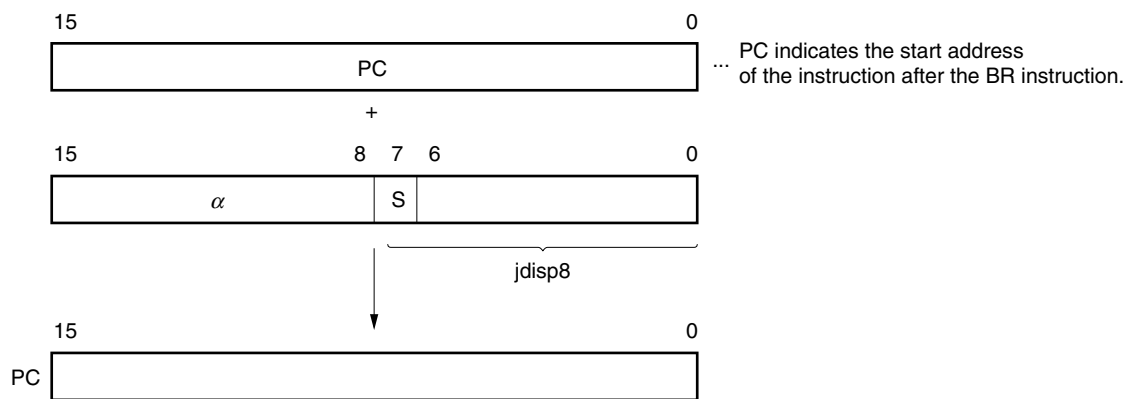 15 0
PC
... PC indicates the start address
of the instruction after the BR instruction.
+
15 8 7 6 0
α S
jdisp8
15 0
PC